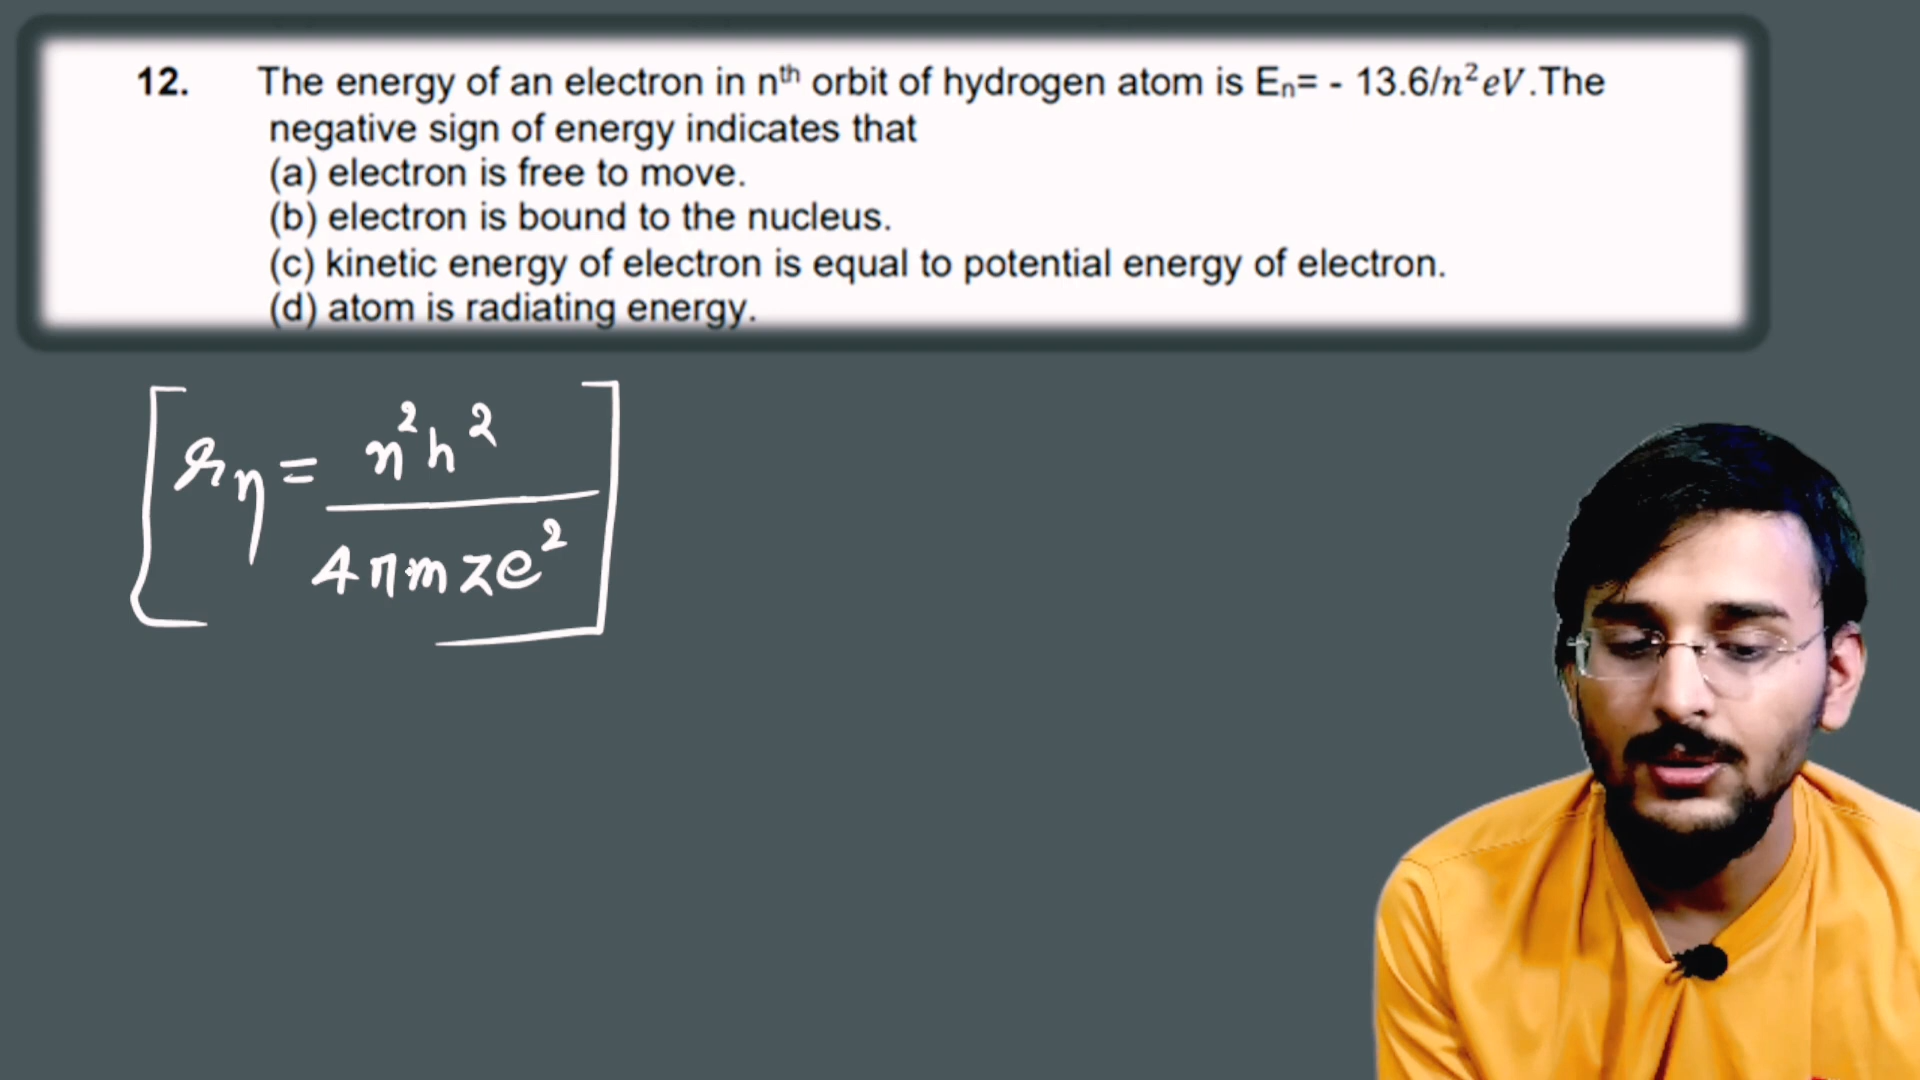 12. The energy of an electron in nᵗʰ orbit of hydrogen atom is Eₙ= - 13.6/n²eV.The
negative sign of energy indicates that
(a) electron is free to move.
(b) electron is bound to the nucleus.
(c) kinetic energy of electron is equal to potential energy of electron.
(d) atom is radiating energy.
[rₙ = n²h²
4πmze²]